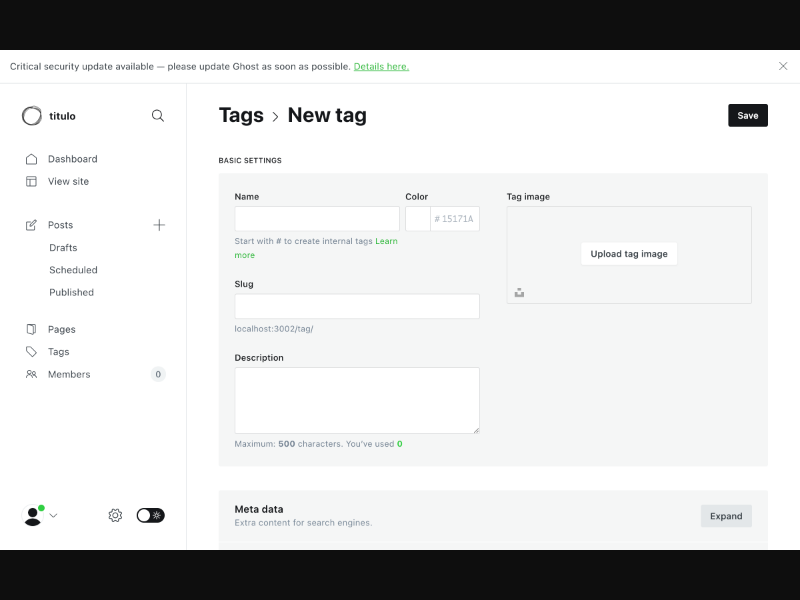 Critical security update available — please update Ghost as soon as possible. Details here.
titulo
Dashboard
View site
Posts
Drafts
Scheduled
Published
Pages
Tags
Members 0
Tags > New tag
Save
BASIC SETTINGS
Name
Color
# 15171A
Start with # to create internal tags Learn
more
Slug
localhost:3002/tag/
Description
Maximum: 500 characters. You've used 0
Tag image
Upload tag image
Meta data
Extra content for search engines.
Expand